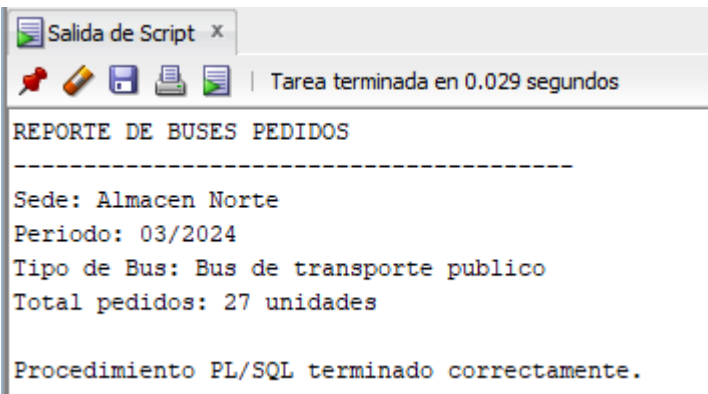 Salida de Script x
Tarea terminada en 0.029 segundos
REPORTE DE BUSES PEDIDOS
----------------------------------------
Sede: Almacen Norte
Periodo: 03/2024
Tipo de Bus: Bus de transporte publico
Total pedidos: 27 unidades
Procedimiento PL/SQL terminado correctamente.